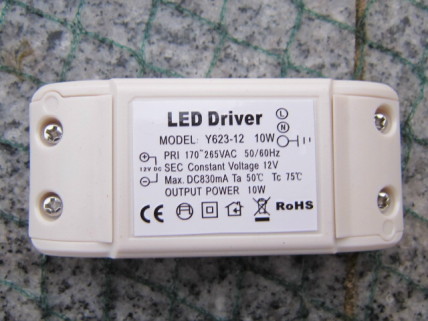 LED Driver
L
N
MODEL: Y623-12 10W
PRI 170~265VAC 50/60Hz
12V DC
SEC Constant Voltage 12V
Max. DC830mA Ta 50℃ Tc 75℃
OUTPUT POWER 10W
CE RoHS